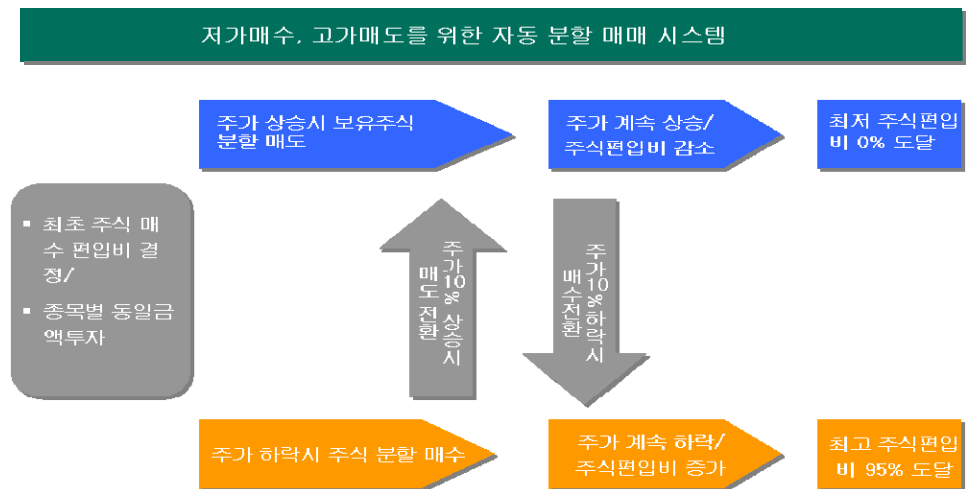 저가매수, 고가매도를 위한 자동 분할 매매 시스템
주가 상승시 보유주식
분할 매도
주가 계속 상승/
주식편입비 감소
최저 주식편입
비 0% 도달
▪ 최초 주식 매
수 편입비 결
정/
▪ 종목별 동일금
액투자
주가10% 상승시
매도 전환
주가10%하락시
매수전환
주가 하락시 주식 분할 매수
주가 계속 하락/
주식편입비 증가
최고 주식편입
비 95% 도달